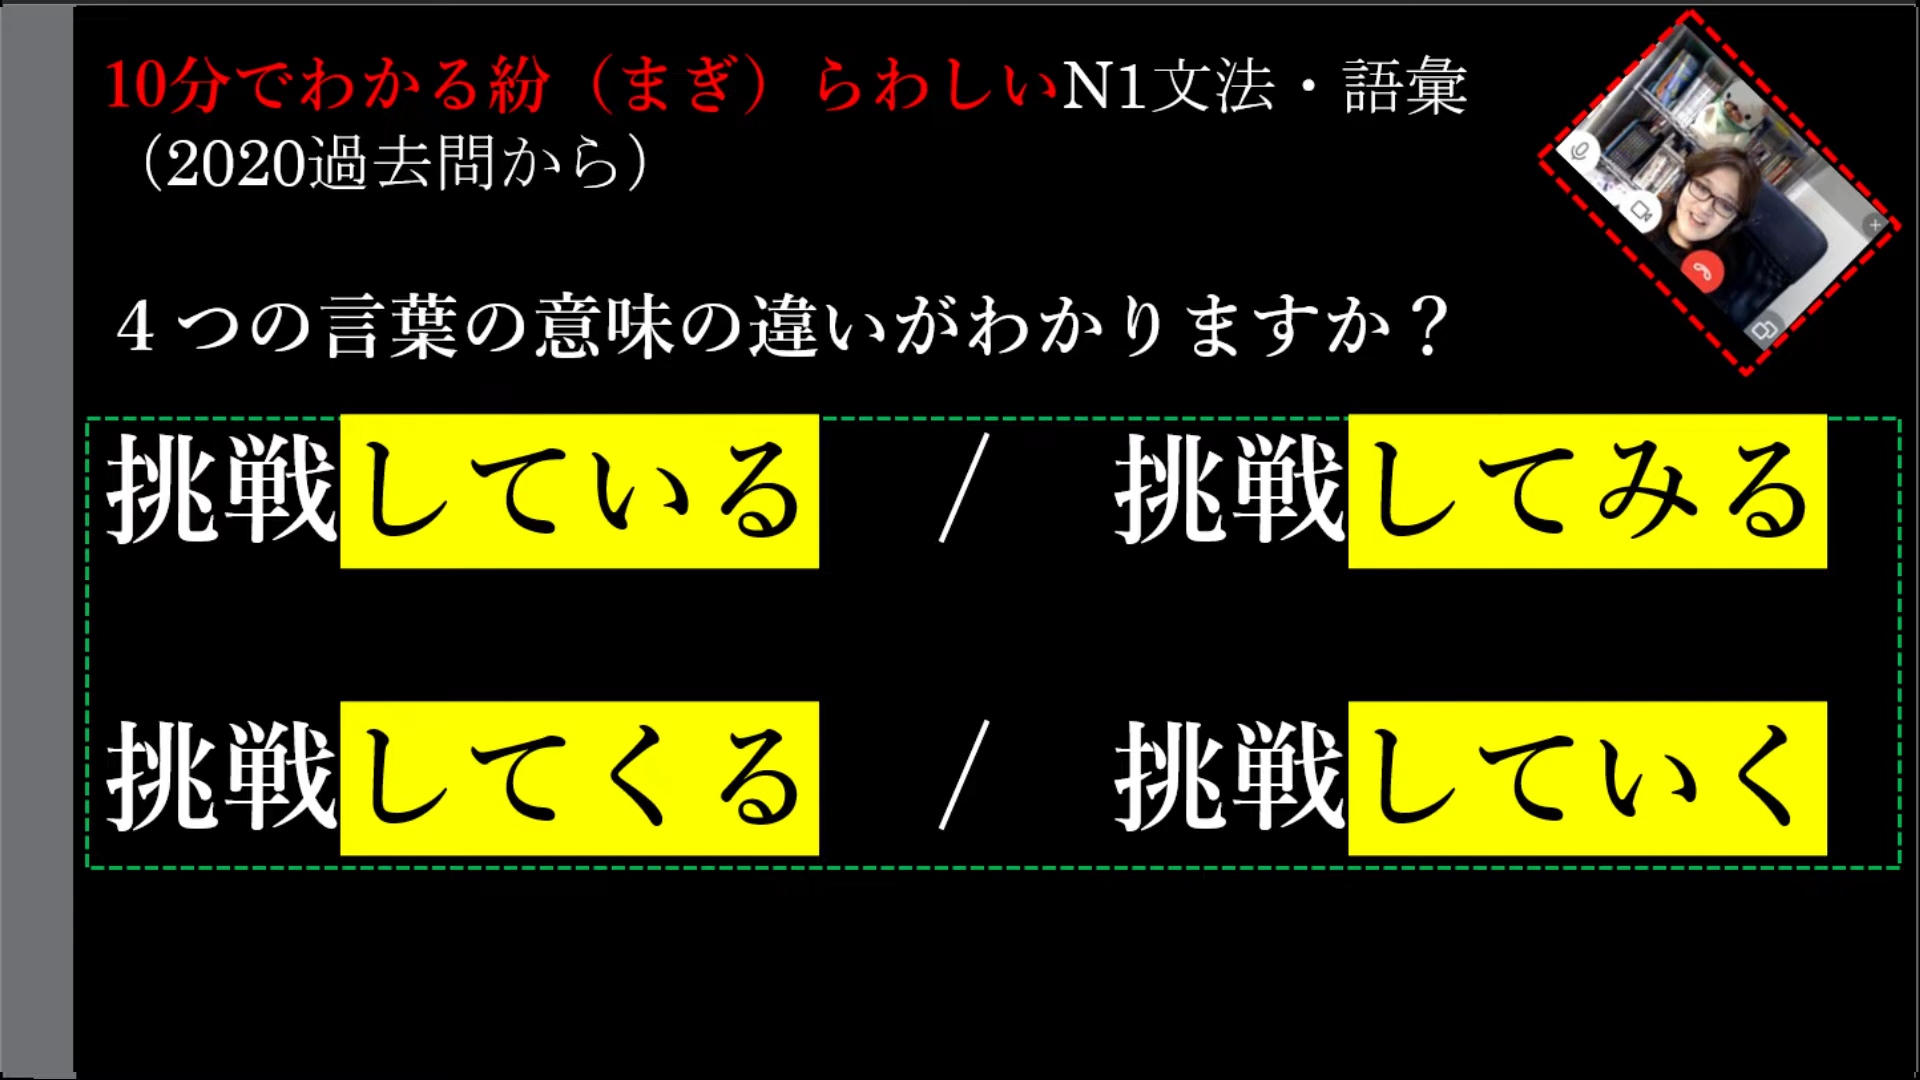 10分でわかる紛（まぎ）らわしいN1文法・語彙
（2020過去問から）
４つの言葉の意味の違いがわかりますか？
挑戦している / 挑戦してみる
挑戦してくる / 挑戦していく